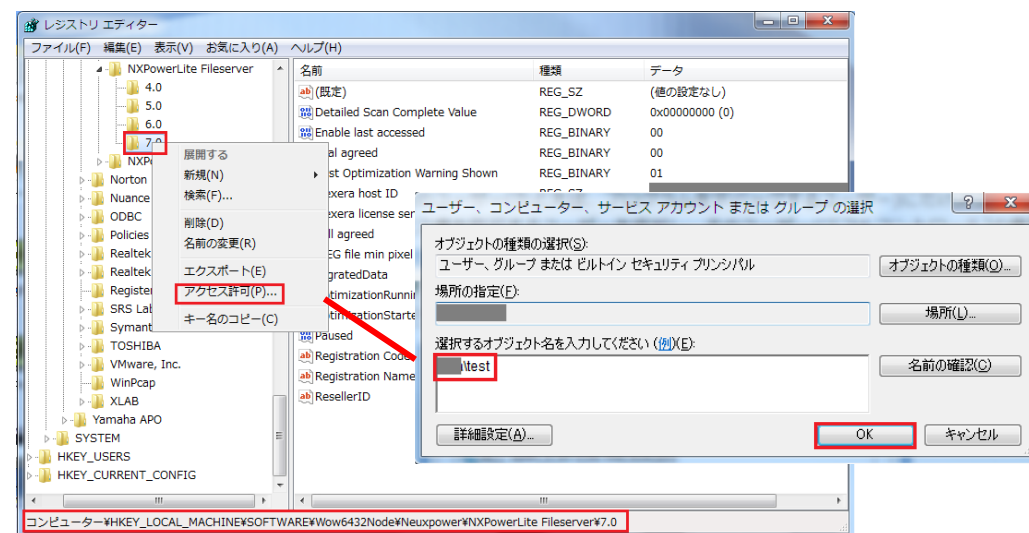 レジストリ エディター
ファイル(F) 編集(E) 表示(V) お気に入り(A) ヘルプ(H)
NXPowerLite Fileserver
4.0
5.0
6.0
7.0
Norton
Nuance
ODBC
Policies
Realtek
Realtek
SRS
TOSHIBA
VMware, Inc.
WinPcap
XLAB
Yamaha APO
SYSTEM
HKEY_USERS
HKEY_CURRENT_CONFIG
展開する
新規(N)
検索(F)...
削除(D)
名前の変更(R)
エクスポート(E)
アクセス許可(P)...
キー名のコピー(C)
名前 種類 データ
(既定) REG_SZ (値の設定なし)
Detailed Scan Complete Value REG_DWORD 0x00000000 (0)
Enable last accessed REG_BINARY 00
agreed REG_BINARY 00
Optimization Warning Shown REG_BINARY 01
host ID
license
agreed
file min pixel
Paused
Registration Code
Registration Name
ResellerID
ユーザー、コンピューター、サービス アカウント または グループ の選択
オブジェクトの種類の選択(S):
ユーザー、グループ または ビルトイン セキュリティ プリンシパル オブジェクトの種類(O)...
場所の指定(F):
場所(L)...
選択するオブジェクト名を入力してください (例)(E):
\test 名前の確認(C)
詳細設定(A)... OK キャンセル
コンピューター¥HKEY_LOCAL_MACHINE¥SOFTWARE¥Wow6432Node¥Neuxpower¥NXPowerLite Fileserver¥7.0